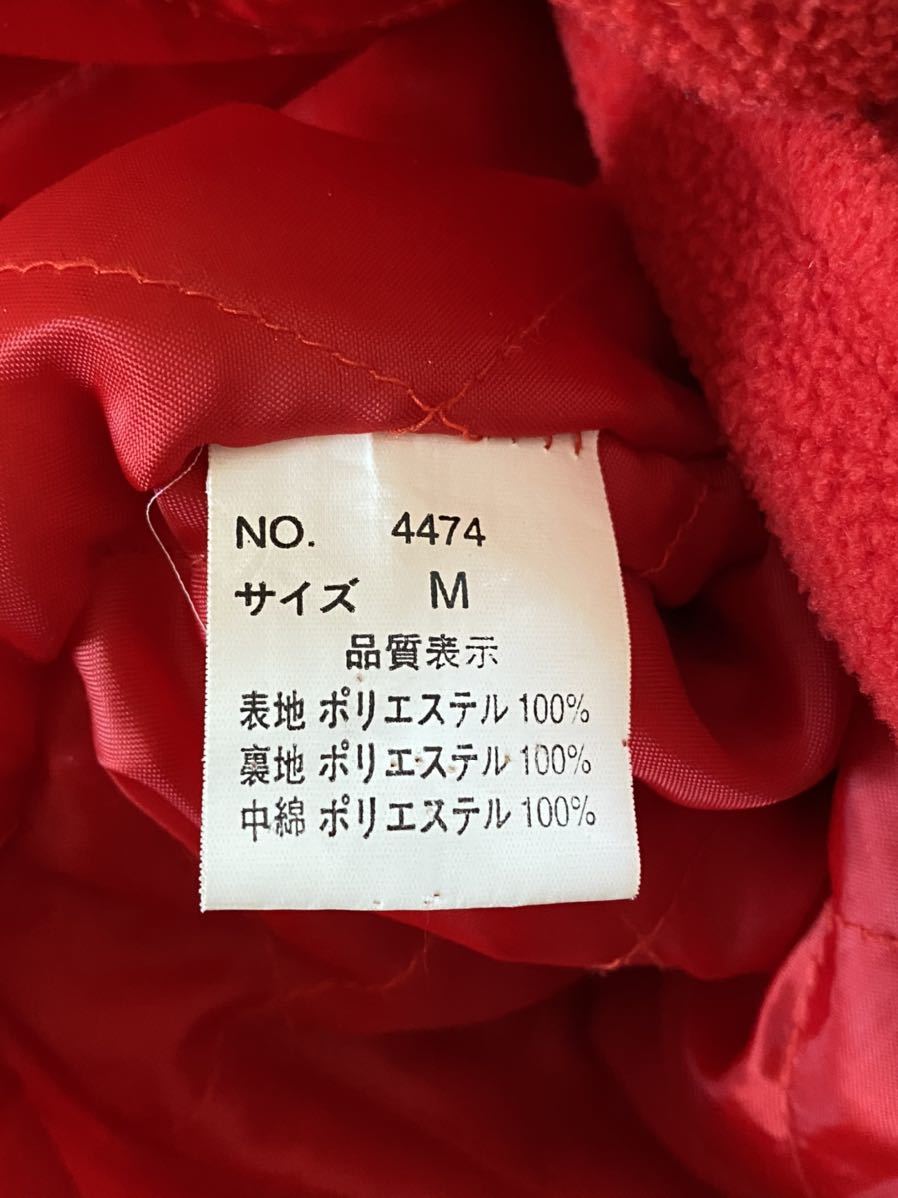 NO. 4474
サイズ M
品質表示
表地 ポリエステル 100%
裏地 ポリエステル 100%
中綿 ポリエステル 100%